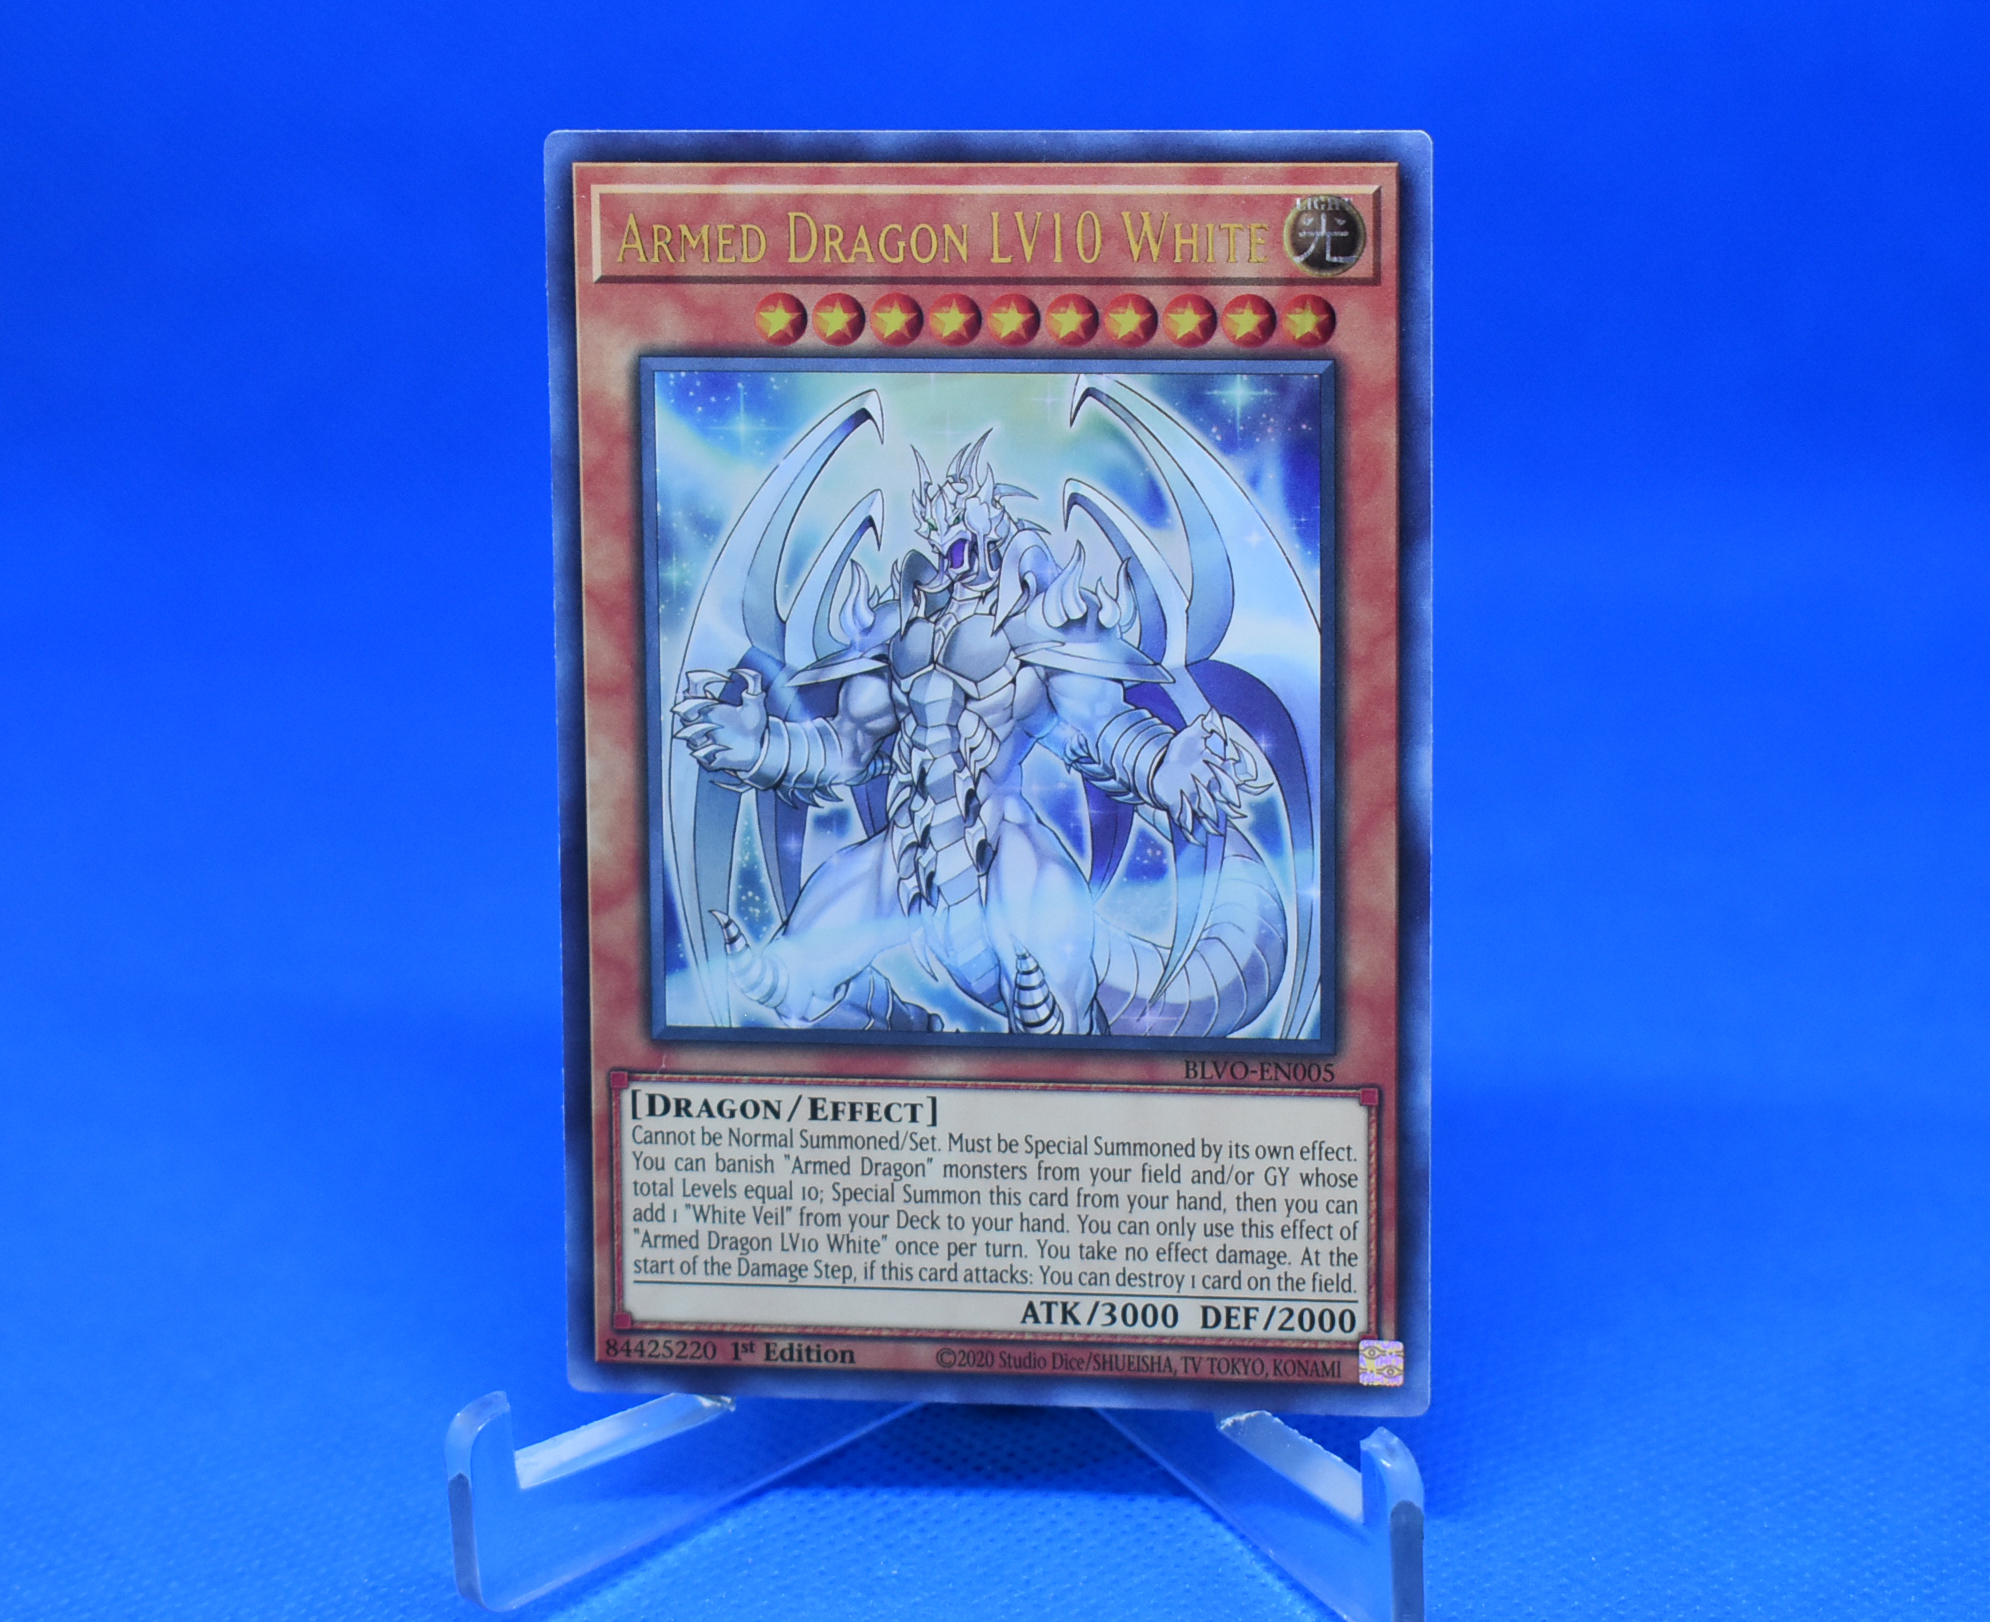 ARMED DRAGON LV10 WHITE
LIGHT
光
BLVO-EN005
[DRAGON/EFFECT]
Cannot be Normal Summoned/Set. Must be Special Summoned by its own effect.
You can banish "Armed Dragon" monsters from your field and/or GY whose
total Levels equal 10; Special Summon this card from your hand, then you can
add 1 "White Veil" from your Deck to your hand. You can only use this effect of
"Armed Dragon LV10 White" once per turn. You take no effect damage. At the
start of the Damage Step, if this card attacks: You can destroy 1 card on the field.
ATK/3000 DEF/2000
84425220 1st Edition
©2020 Studio Dice/SHUEISHA, TV TOKYO, KONAMI